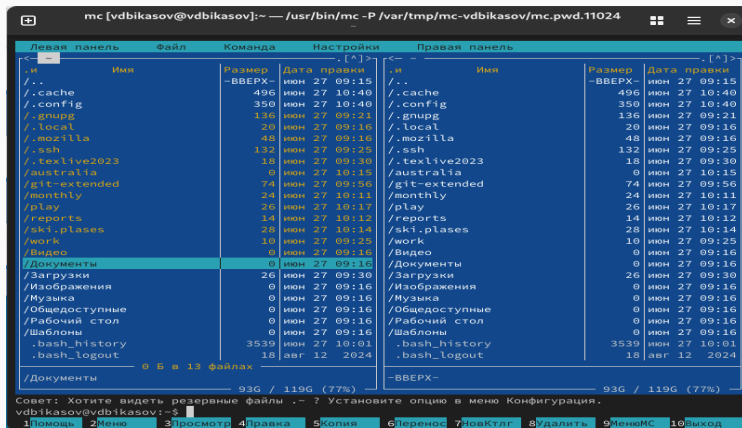 mc [vdbikasov@vdbikasov]:~ — /usr/bin/mc -P /var/tmp/mc-vdbikasov/mc.pwd.11024
Левая панель Файл Команда Настройки Правая панель
<— ~ .[^]> <— ~ .[^]>
.и Имя Размер Дата правки .и Имя Размер Дата правки
/.. -ВВЕРХ- июн 27 09:15 /.. -ВВЕРХ- июн 27 09:15
/.cache 496 июн 27 10:40 /.cache 496 июн 27 10:40
/.config 350 июн 27 10:40 /.config 350 июн 27 10:40
/.gnupg 136 июн 27 09:21 /.gnupg 136 июн 27 09:21
/.local 20 июн 27 09:16 /.local 20 июн 27 09:16
/.mozilla 48 июн 27 09:16 /.mozilla 48 июн 27 09:16
/.ssh 132 июн 27 09:25 /.ssh 132 июн 27 09:25
/.texlive2023 18 июн 27 09:30 /.texlive2023 18 июн 27 09:30
/australia 0 июн 27 10:15 /australia 0 июн 27 10:15
/git-extended 74 июн 27 09:56 /git-extended 74 июн 27 09:56
/monthly 24 июн 27 10:11 /monthly 24 июн 27 10:11
/play 26 июн 27 10:17 /play 26 июн 27 10:17
/reports 14 июн 27 10:12 /reports 14 июн 27 10:12
/ski.plases 28 июн 27 10:14 /ski.plases 28 июн 27 10:14
/work 10 июн 27 09:25 /work 10 июн 27 09:25
/Видео 0 июн 27 09:16 /Видео 0 июн 27 09:16
/Документы 0 июн 27 09:16 /Документы 0 июн 27 09:16
/Загрузки 26 июн 27 09:30 /Загрузки 26 июн 27 09:30
/Изображения 0 июн 27 09:16 /Изображения 0 июн 27 09:16
/Музыка 0 июн 27 09:16 /Музыка 0 июн 27 09:16
/Общедоступные 0 июн 27 09:16 /Общедоступные 0 июн 27 09:16
/Рабочий стол 0 июн 27 09:16 /Рабочий стол 0 июн 27 09:16
/Шаблоны 0 июн 27 09:16 /Шаблоны 0 июн 27 09:16
.bash_history 3539 июн 27 10:01 .bash_history 3539 июн 27 10:01
.bash_logout 18 авг 12 2024 .bash_logout 18 авг 12 2024
0 Б в 13 файлах
/Документы -ВВЕРХ-
93G / 119G (77%) 93G / 119G (77%)
Совет: Хотите видеть резервные файлы .~ ? Установите опцию в меню Конфигурация.
vdbikasov@vdbikasov:~$
1Помощь 2Меню 3Просмотр 4Правка 5Копия 6Перенос 7НовКтлг 8Удалить 9МенюМС 10Выход